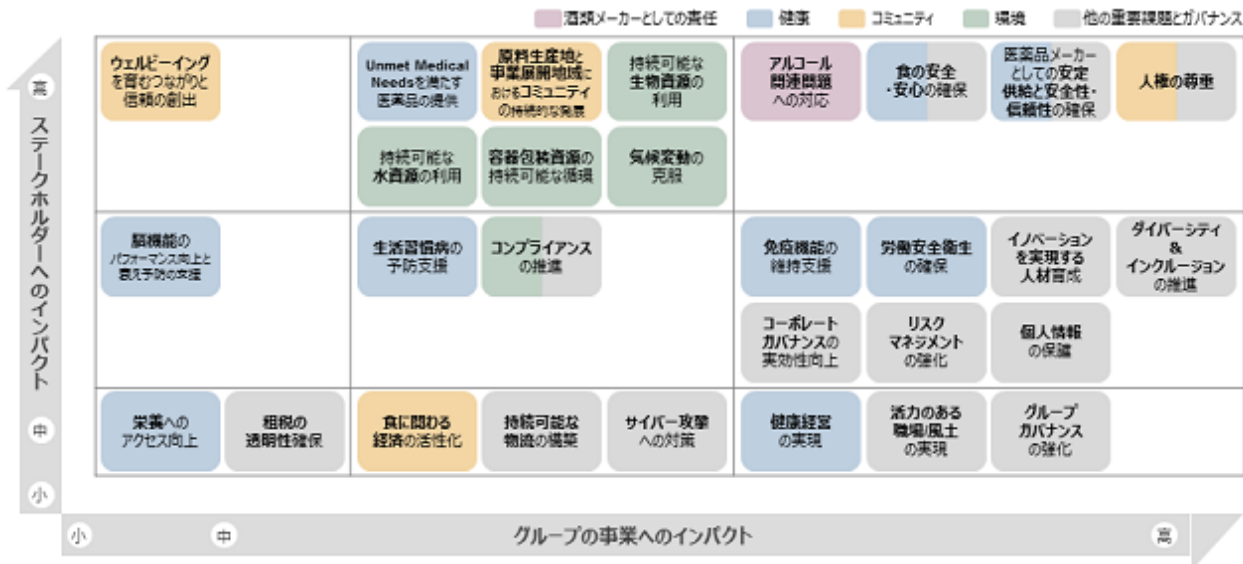 酒類メーカーとしての責任
健康
コミュニティ
環境
他の重要課題とガバナンス
高
ステークホルダーへのインパクト
中
小
ウェルビーイング
を育むつながりと
信頼の創出
Unmet Medical
Needsを満たす
医薬品の提供
原料生産地と
事業展開地域に
おけるコミュニティ
の持続的な発展
持続可能な
生物資源の
利用
アルコール
関連問題
への対応
食の安全
・安心の確保
医薬品メーカー
としての安定
供給と安全性・
信頼性の確保
人権の尊重
持続可能な
水資源の利用
容器包装資源の
持続可能な循環
気候変動の
克服
脳機能の
パフォーマンス向上と
衰え予防の支援
生活習慣病の
予防支援
コンプライアンス
の推進
免疫機能の
維持支援
労働安全衛生
の確保
イノベーション
を実現する
人材育成
ダイバーシティ
&
インクルージョン
の推進
コーポレート
ガバナンスの
実効性向上
リスク
マネジメント
の強化
個人情報
の保護
栄養への
アクセス向上
租税の
透明性確保
食に関わる
経済の活性化
持続可能な
物流の構築
サイバー攻撃
への対策
健康経営
の実現
活力のある
職場/風土
の実現
グループ
ガバナンス
の強化
小
中
グループの事業へのインパクト
高